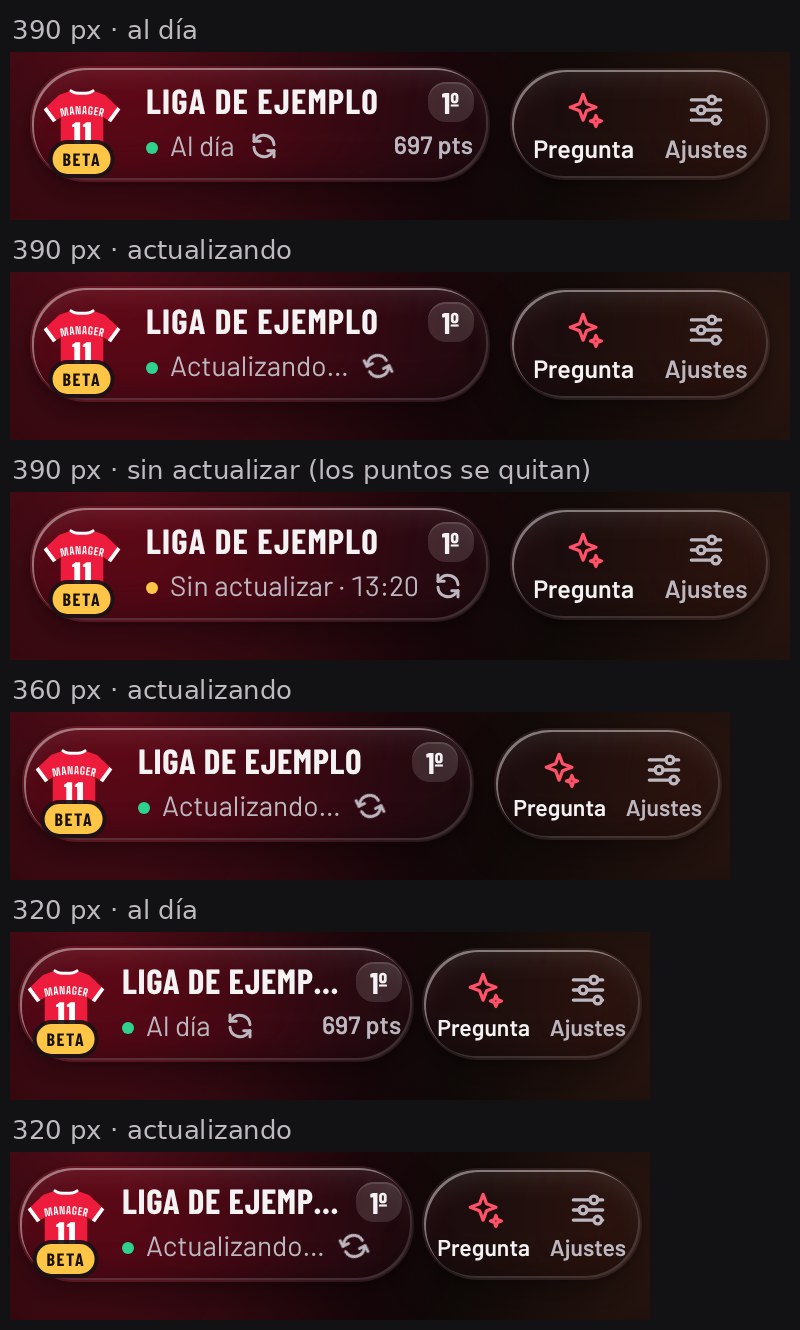 390 px · al día
MANAGER
11
BETA
LIGA DE EJEMPLO
1º
Al día
697 pts
Pregunta
Ajustes
390 px · actualizando
MANAGER
11
BETA
LIGA DE EJEMPLO
1º
Actualizando...
Pregunta
Ajustes
390 px · sin actualizar (los puntos se quitan)
MANAGER
11
BETA
LIGA DE EJEMPLO
1º
Sin actualizar · 13:20
Pregunta
Ajustes
360 px · actualizando
MANAGER
11
BETA
LIGA DE EJEMPLO
1º
Actualizando...
Pregunta
Ajustes
320 px · al día
MANAGER
11
BETA
LIGA DE EJEMP...
1º
Al día
697 pts
Pregunta
Ajustes
320 px · actualizando
MANAGER
11
BETA
LIGA DE EJEMP...
1º
Actualizando...
Pregunta
Ajustes